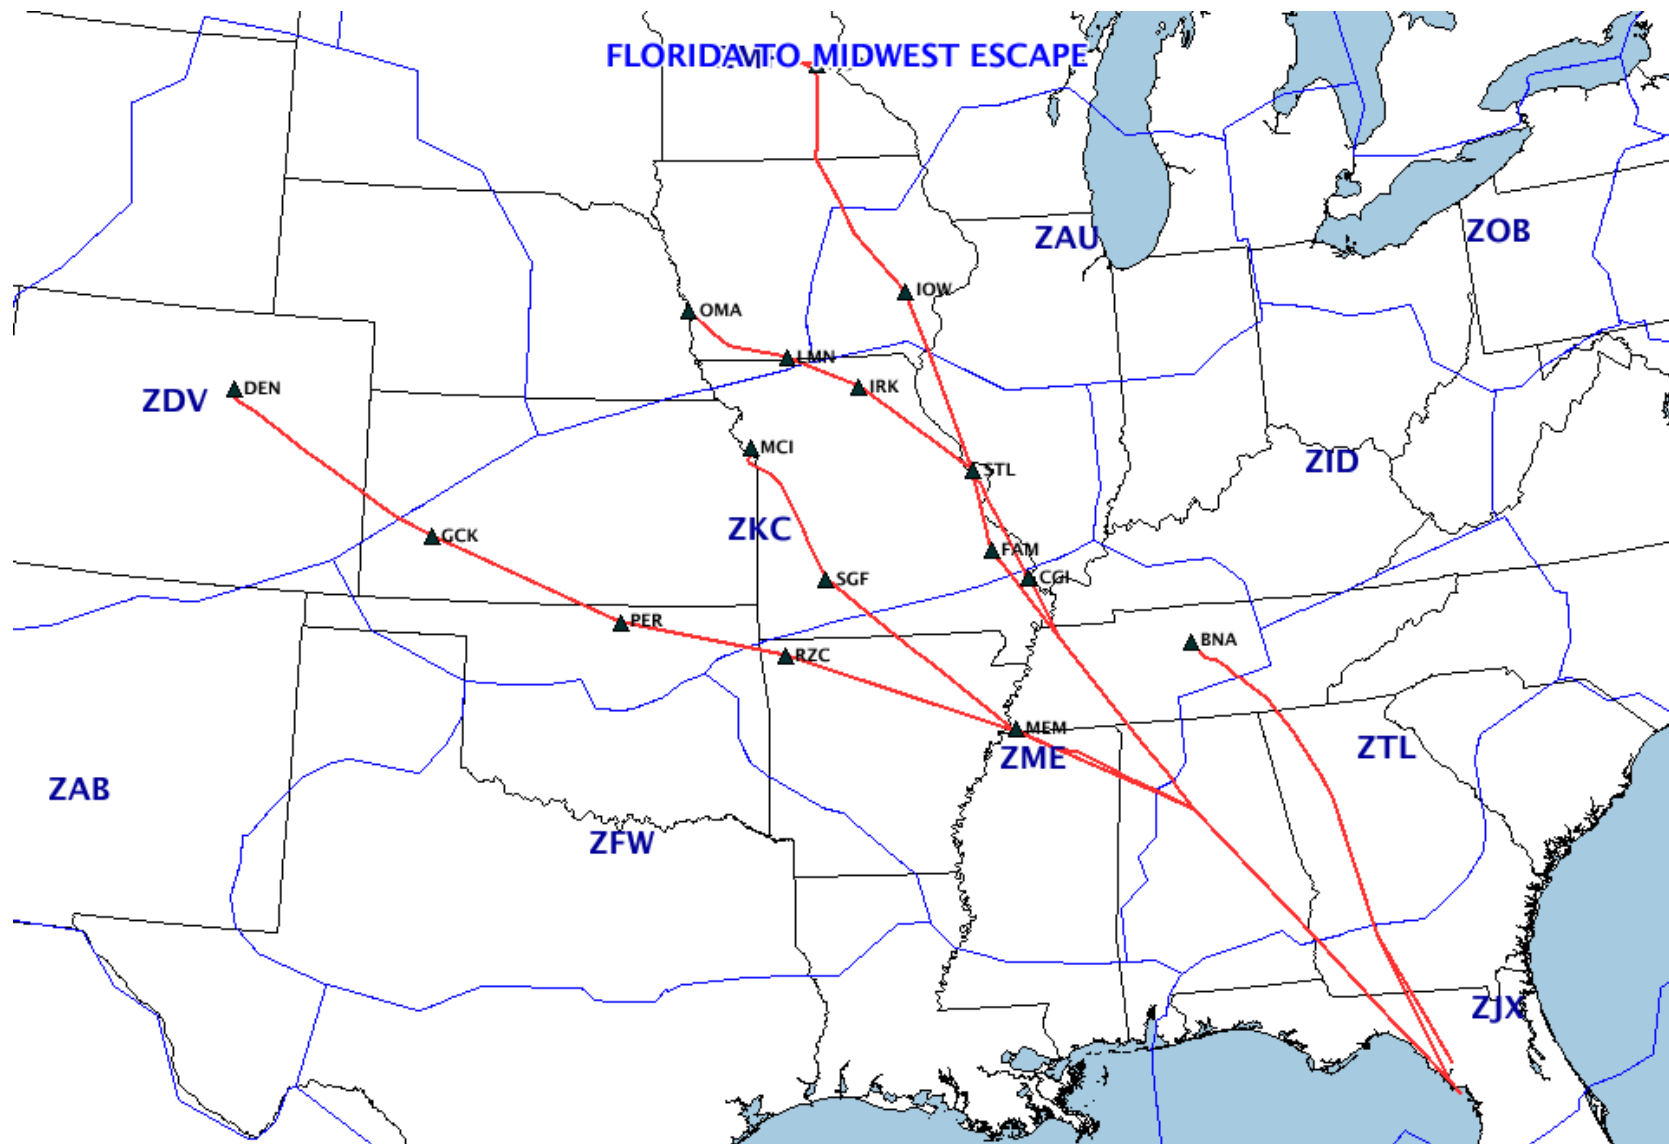 FLORIDA TO MIDWEST ESCAPE
ZAU
ZOB
IOW
OMA
LMN
IRK
DEN
ZDV
MCI
STL
ZID
ZKC
GCK
FAM
SGF
CGI
PER
BNA
RZC
MEM
ZME
ZTL
ZAB
ZFW
ZJX